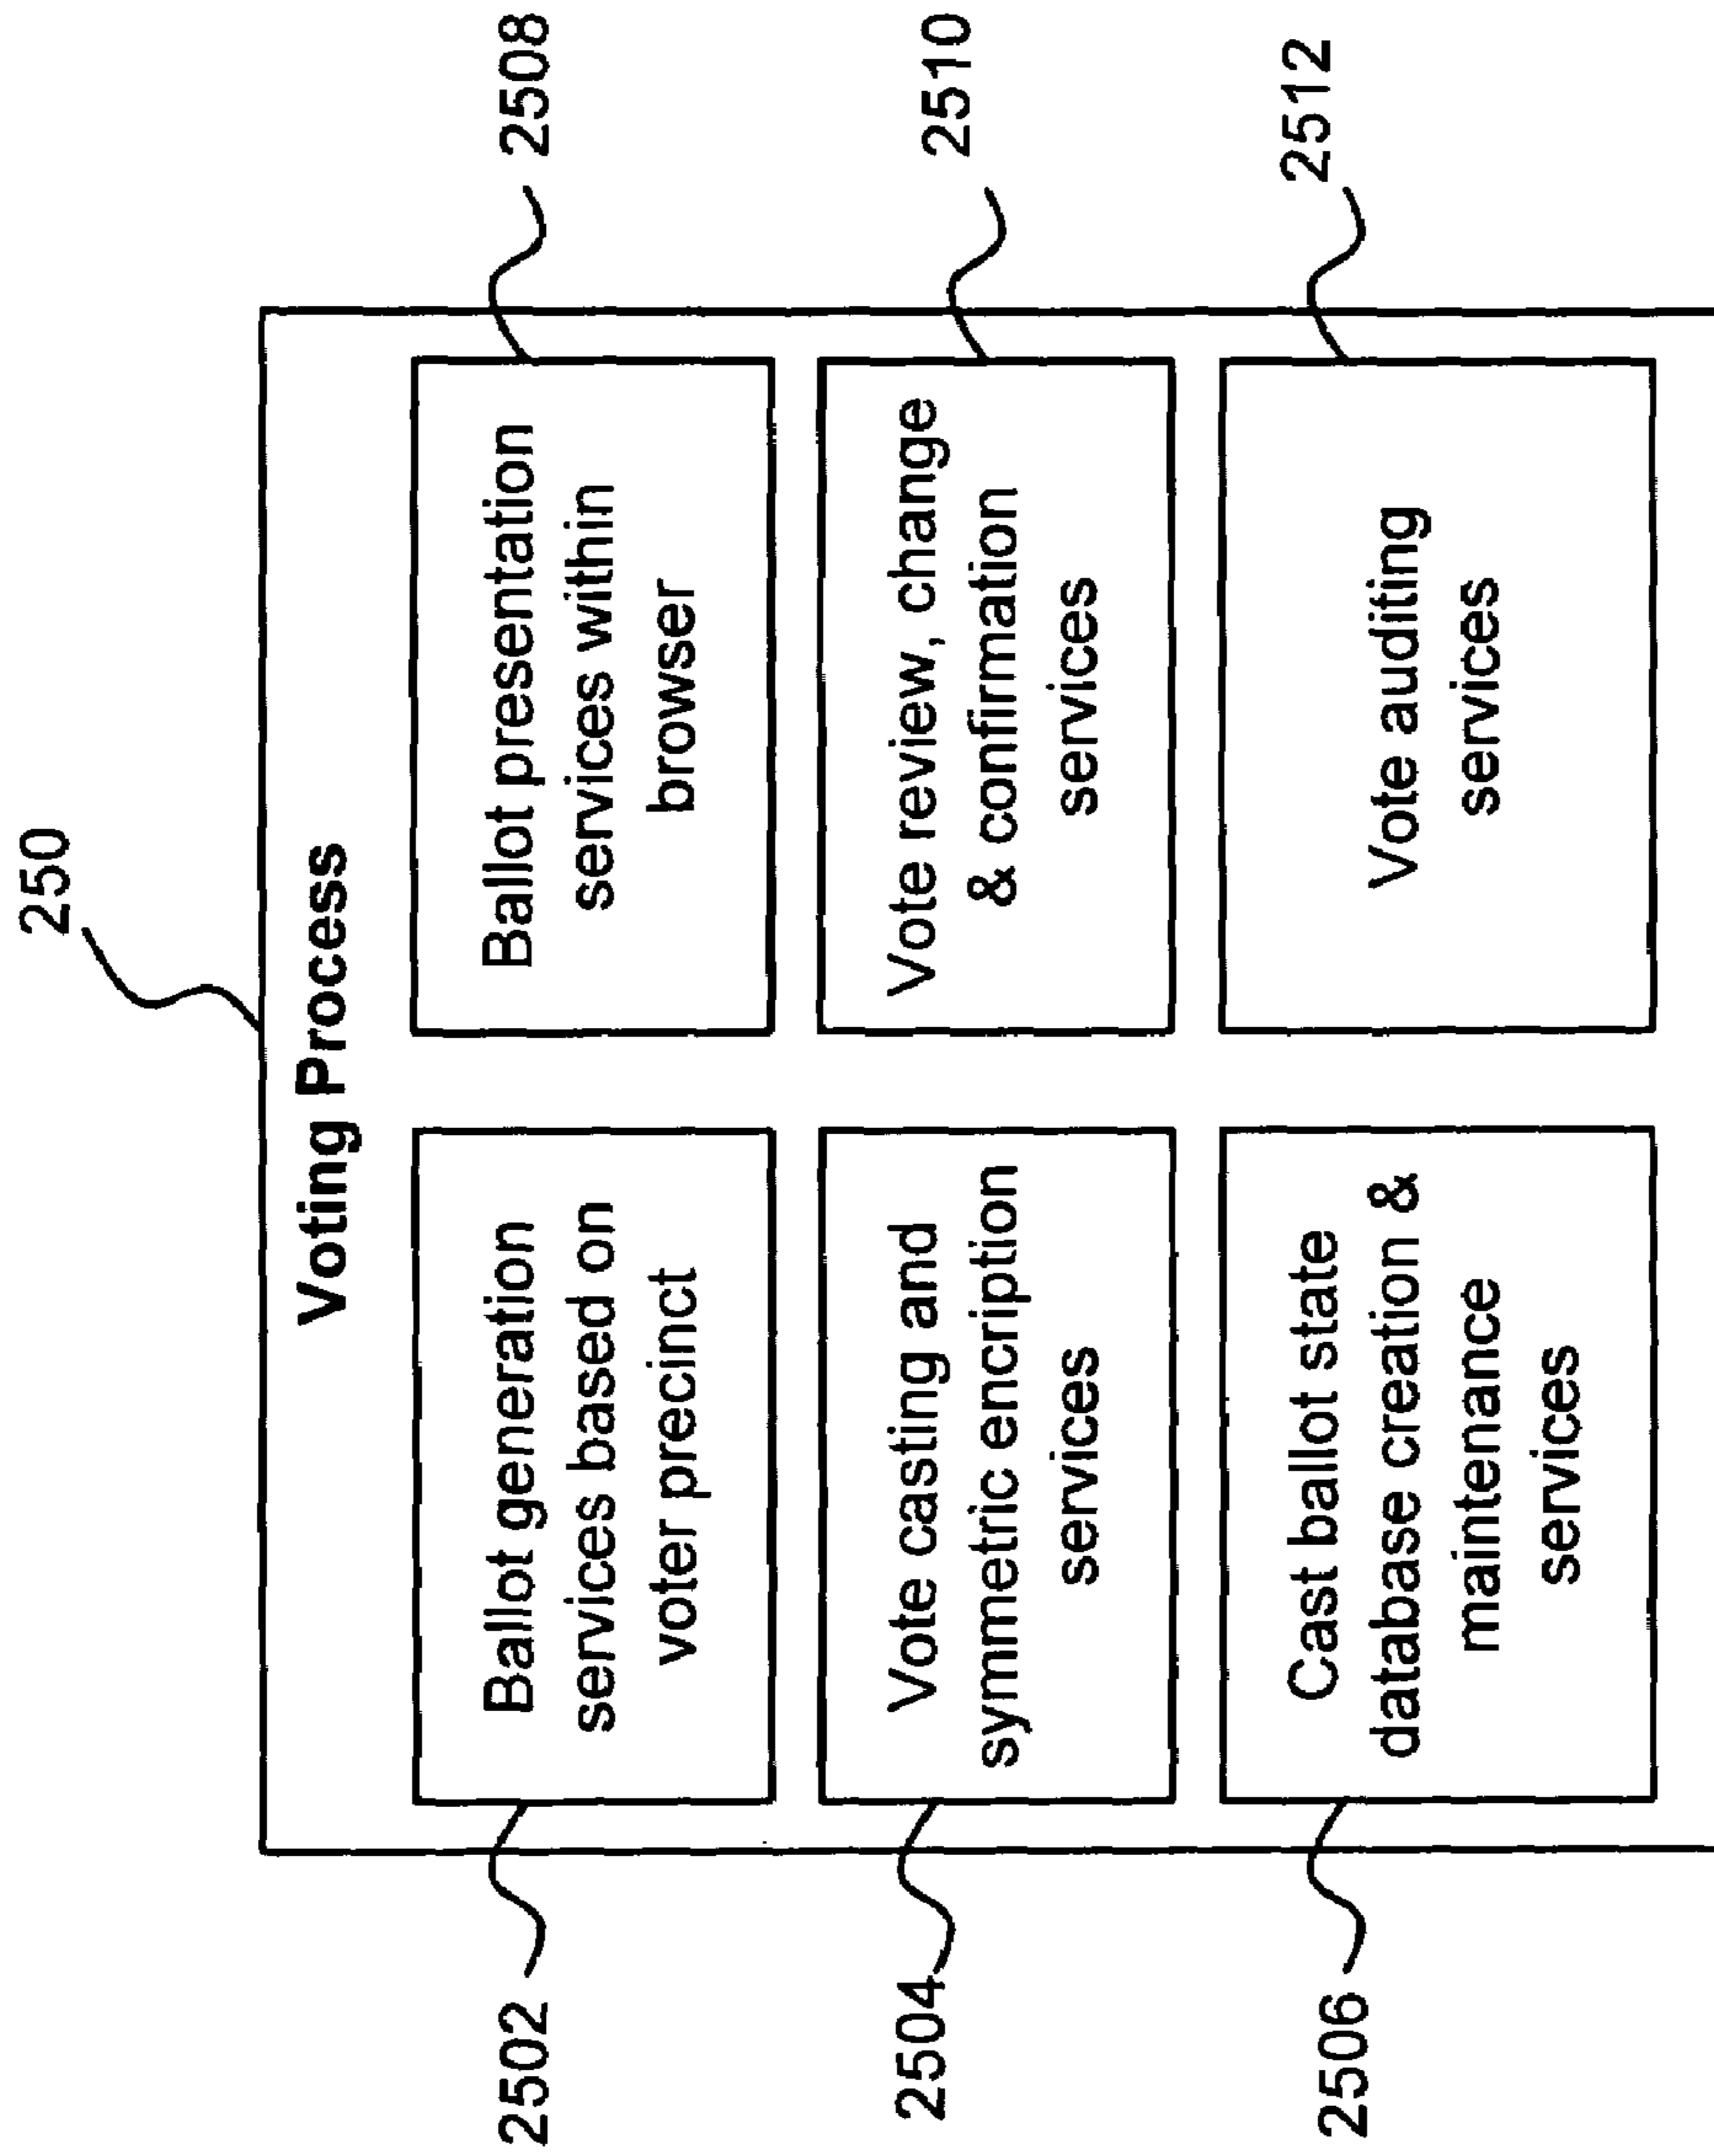 250
Voting Process
2502
Ballot generation
services based on
voter precinct
Ballot presentation
services within
browser
2508
2504
Vote casting and
symmetric encription
services
Vote review, change
& confirmation
services
2510
2506
Cast ballot state
database creation &
maintenance
services
Vote auditing
services
2512